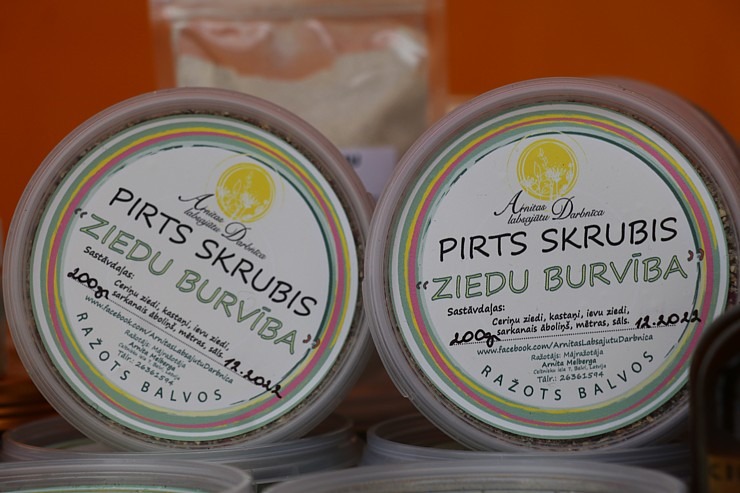 Arnitas
labsajūtu Darbnīca
PIRTS SKRUBIS
"ZIEDU BURVĪBA"
Sastāvdaļas:
Ceriņu ziedi, kastaņi, ievu ziedi,
sarkanais āboliņš, mētras, sāls.
200gr 12.2022
www.facebook.com/ArnitasLabsajutuDarbnica
Ražotājs: Mājražotāja
Arnita Melberga
Tālr.: 26361594
RAŽOTS BALVOS
Arnitas
labsajūtu Darbnīca
PIRTS SKRUBIS
"ZIEDU BURVĪBA"
Sastāvdaļas:
Ceriņu ziedi, kastaņi, ievu ziedi,
sarkanais āboliņš, mētras, sāls.
200gr 12.2022
www.facebook.com/ArnitasLabsajutuDarbnica
Ražotājs: Mājražotāja
Arnita Melberga
Tālr.: 26361594
RAŽOTS BALVOS